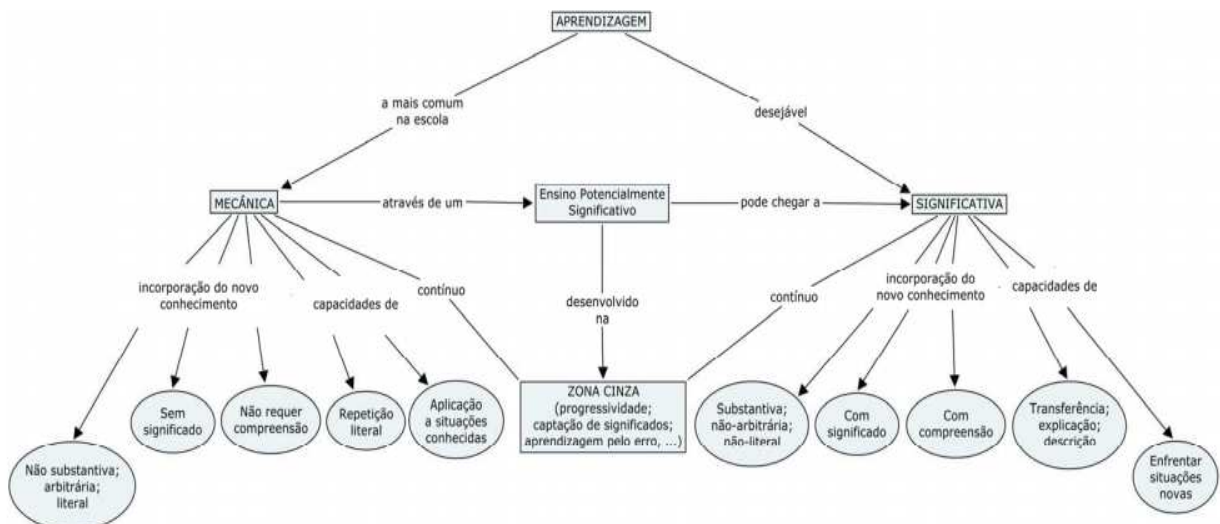 APRENDIZAGEM
a mais comum
na escola
desejável
MECÂNICA
através de um
Ensino Potencialmente
Significativo
pode chegar a
SIGNIFICATIVA
incorporação do novo
conhecimento
capacidades de
contínuo
desenvolvido
na
contínuo
incorporação do
novo conhecimento
capacidades de
Não substantiva;
arbitrária;
literal
Sem
significado
Não requer
compreensão
Repetição
literal
Aplicação
a situações
conhecidas
ZONA CINZA
(progressividade;
captação de significados;
aprendizagem pelo erro, ...)
Substantiva;
não-arbitrária;
não-literal
Com
significado
Com
compreensão
Transferência;
explicação;
descrição
Enfrentar
situações
novas